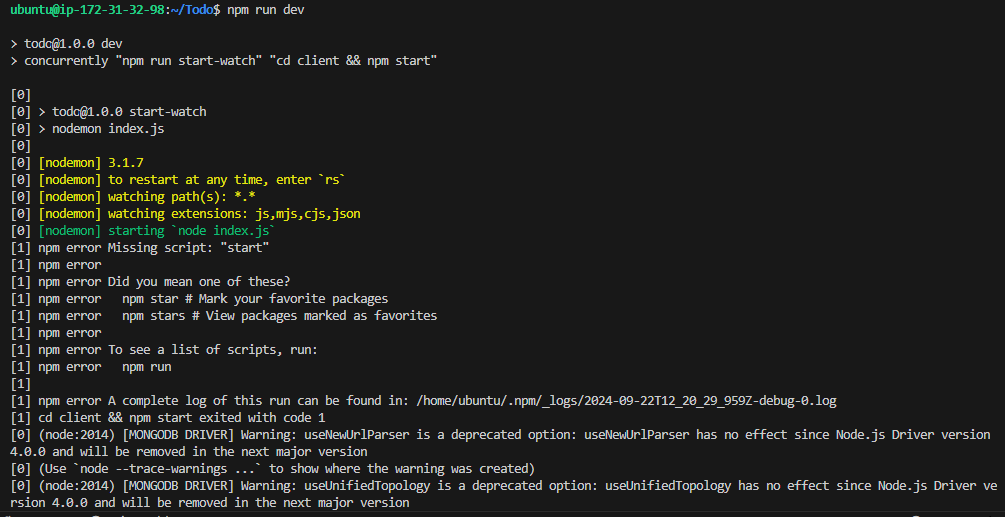 ubuntu@ip-172-31-32-98:~/Todo$ npm run dev
> todo@1.0.0 dev
> concurrently "npm run start-watch" "cd client && npm start"
[0]
[0] > todo@1.0.0 start-watch
[0] > nodemon index.js
[0]
[0] [nodemon] 3.1.7
[0] [nodemon] to restart at any time, enter `rs`
[0] [nodemon] watching path(s): *.*
[0] [nodemon] watching extensions: js,mjs,cjs,json
[0] [nodemon] starting `node index.js`
[1] npm error Missing script: "start"
[1] npm error
[1] npm error Did you mean one of these?
[1] npm error   npm star # Mark your favorite packages
[1] npm error   npm stars # View packages marked as favorites
[1] npm error
[1] npm error To see a list of scripts, run:
[1] npm error   npm run
[1]
[1] npm error A complete log of this run can be found in: /home/ubuntu/.npm/_logs/2024-09-22T12_20_29_959Z-debug-0.log
[1] cd client && npm start exited with code 1
[0] (node:2014) [MONGODB DRIVER] Warning: useNewUrlParser is a deprecated option: useNewUrlParser has no effect since Node.js Driver version
4.0.0 and will be removed in the next major version
[0] (Use `node --trace-warnings ...` to show where the warning was created)
[0] (node:2014) [MONGODB DRIVER] Warning: useUnifiedTopology is a deprecated option: useUnifiedTopology has no effect since Node.js Driver ve
rsion 4.0.0 and will be removed in the next major version